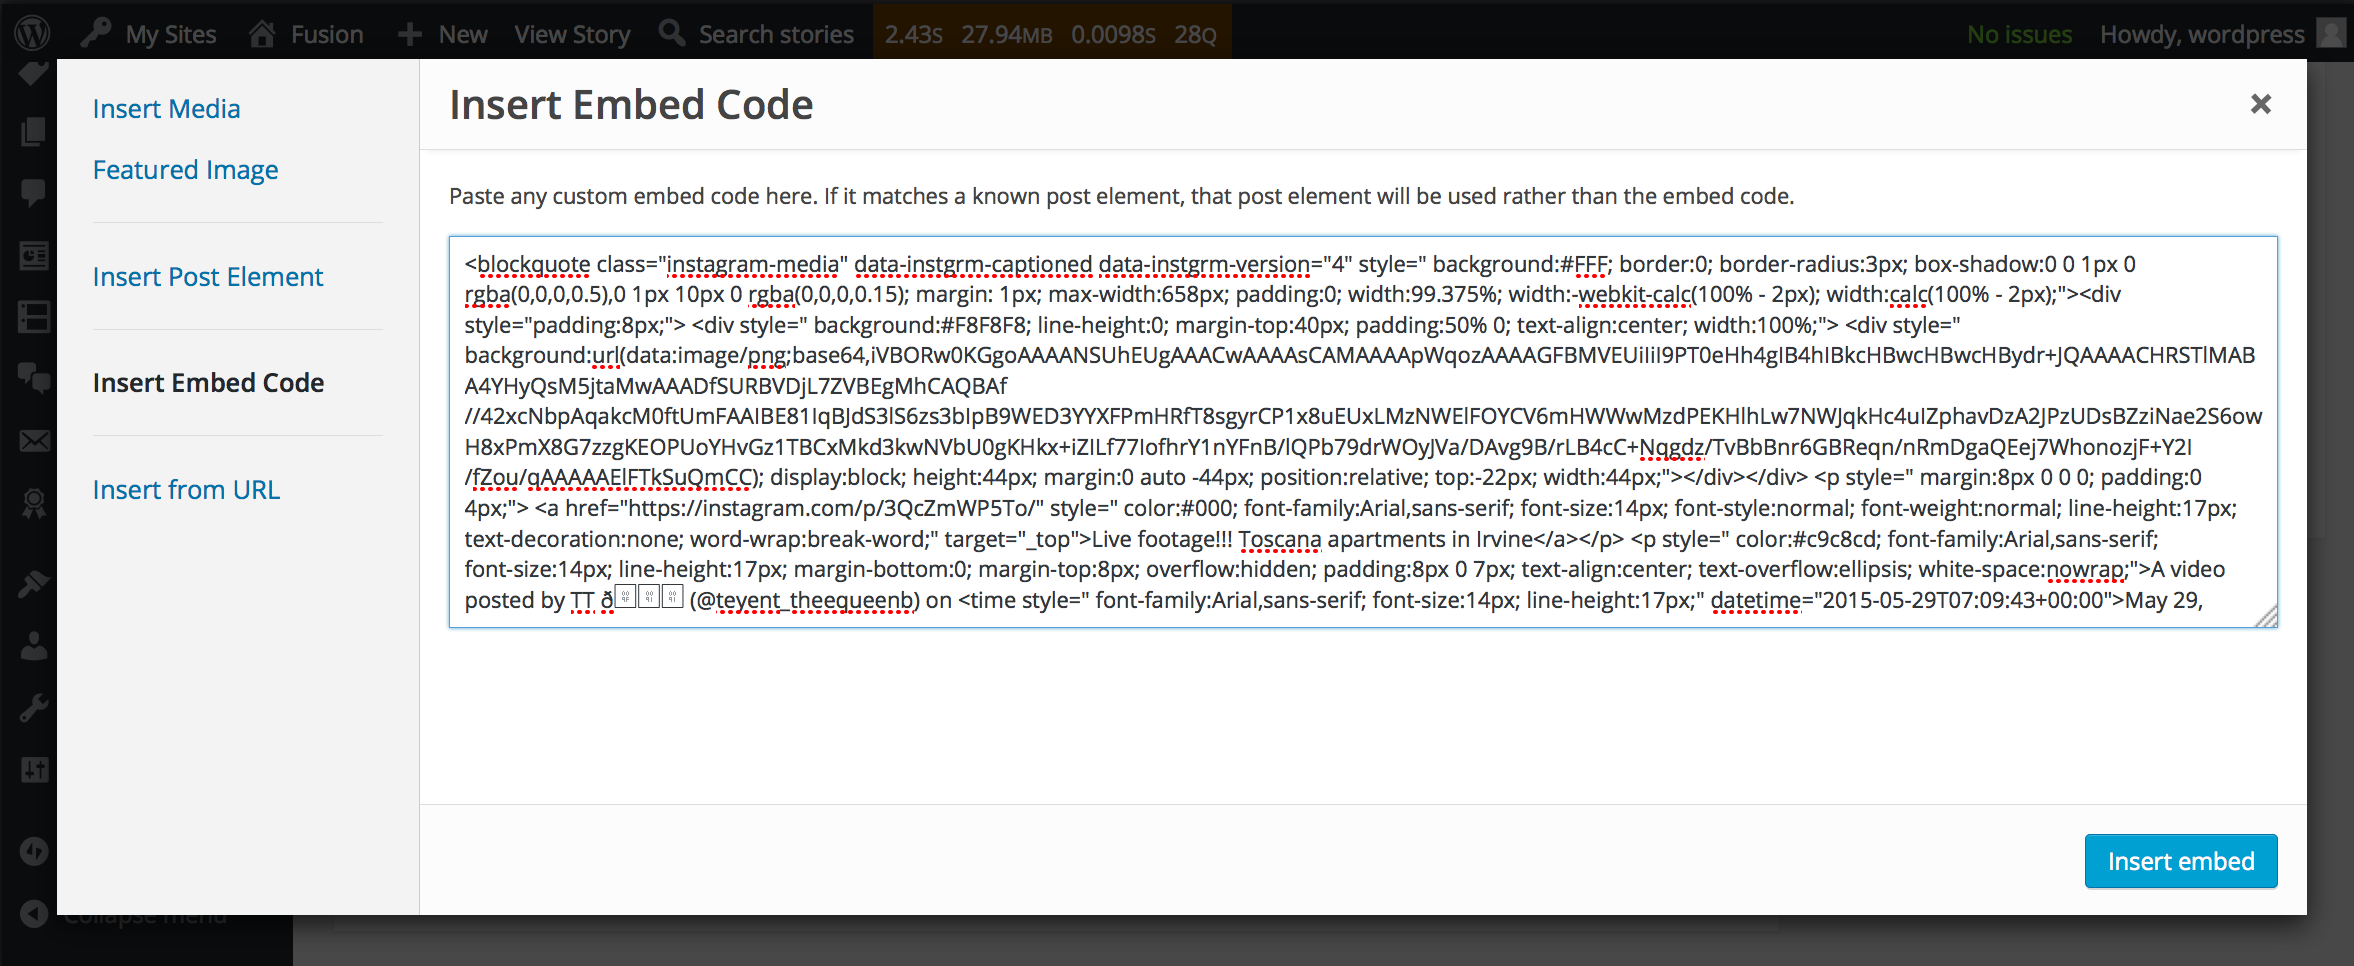 My Sites Fusion New View Story Search stories 2.43S 27.94MB 0.0098S 28Q No issues Howdy, wordpress
Insert Media
Featured Image
Insert Post Element
Insert Embed Code
Insert from URL
Collapse menu
Insert Embed Code
Paste any custom embed code here. If it matches a known post element, that post element will be used rather than the embed code.
<blockquote class="instagram-media" data-instgrm-captioned data-instgrm-version="4" style=" background:#FFF; border:0; border-radius:3px; box-shadow:0 0 1px 0
rgba(0,0,0,0.5),0 1px 10px 0 rgba(0,0,0,0.15); margin: 1px; max-width:658px; padding:0; width:99.375%; width:-webkit-calc(100% - 2px); width:calc(100% - 2px);"><div
style="padding:8px;"> <div style=" background:#F8F8F8; line-height:0; margin-top:40px; padding:50% 0; text-align:center; width:100%;"> <div style="
background:url(data:image/png;base64,iVBORw0KGgoAAAANSUhEUgAAACwAAAAsCAMAAAApWqozAAAAGFBMVEUiIiI9PT0eHh4gIB4hIBkcHBwcHBwcHBydr+JQAAAACHRSTlMAB
A4YHyQsM5jtaMwAAADfSURBVDjL7ZVBEgMhCAQBAf
//42xcNbpAqakcM0ftUmFAAIBE81IqBJdS3lS6zs3bIpB9WED3YYXFPmHRfT8sgyrCP1x8uEUxLMzNWElFOYCV6mHWWwMzdPEKHlhLw7NWJqkHc4uIZphavDzA2JPzUDsBZziNae2S6ow
H8xPmX8G7zzgKEOPUoYHvGz1TBCxMkd3kwNVbU0gKHkx+iZILf77IofhrY1nYFnB/lQPb79drWOyJVa/DAvg9B/rLB4cC+Nqgdz/TvBbBnr6GBReqn/nRmDgaQEej7WhonozjF+Y2I
/fZou/qAAAAAElFTkSuQmCC); display:block; height:44px; margin:0 auto -44px; position:relative; top:-22px; width:44px;"></div></div> <p style=" margin:8px 0 0 0; padding:0
4px;"> <a href="https://instagram.com/p/3QcZmWP5To/" style=" color:#000; font-family:Arial,sans-serif; font-size:14px; font-style:normal; font-weight:normal; line-height:17px;
text-decoration:none; word-wrap:break-word;" target="_top">Live footage!!! Toscana apartments in Irvine</a></p> <p style=" color:#c9c8cd; font-family:Arial,sans-serif;
font-size:14px; line-height:17px; margin-bottom:0; margin-top:8px; overflow:hidden; padding:8px 0 7px; text-align:center; text-overflow:ellipsis; white-space:nowrap;">A video
posted by TT ð (@teyent_theequeenb) on <time style=" font-family:Arial,sans-serif; font-size:14px; line-height:17px;" datetime="2015-05-29T07:09:43+00:00">May 29,
Insert embed